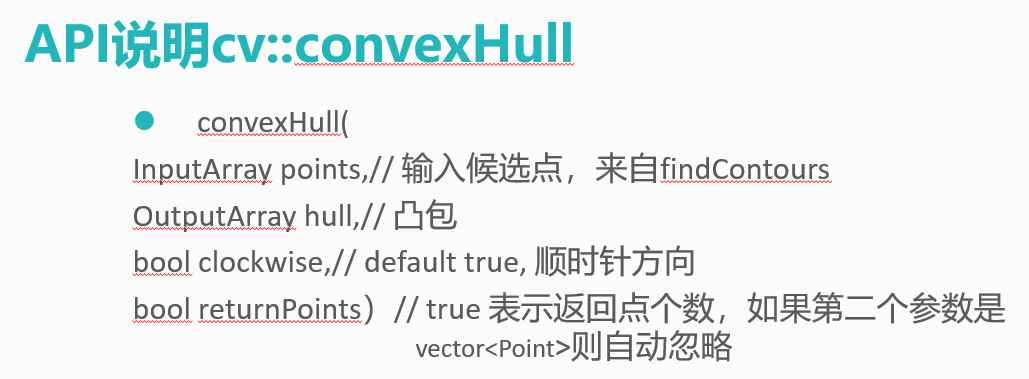 API说明cv::convexHull
convexHull(
InputArray points,// 输入候选点，来自findContours
OutputArray hull,// 凸包
bool clockwise,// default true, 顺时针方向
bool returnPoints）// true 表示返回点个数，如果第二个参数是
vector<Point>则自动忽略